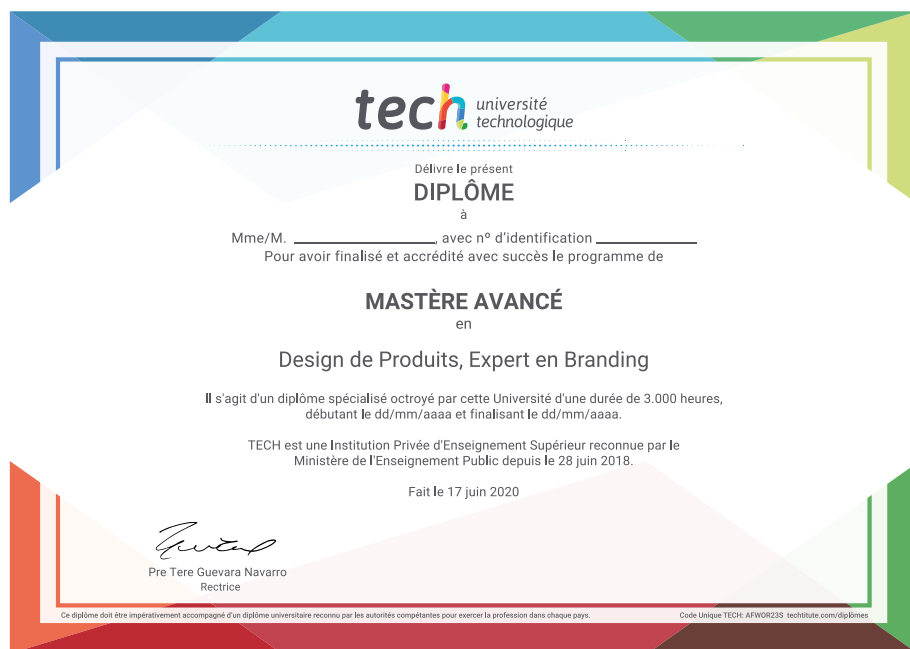 tech université
technologique
Délivre le présent
DIPLÔME
à
Mme/M. , avec nº d'identification
Pour avoir finalisé et accrédité avec succès le programme de
MASTÈRE AVANCÉ
en
Design de Produits, Expert en Branding
Il s'agit d'un diplôme spécialisé octroyé par cette Université d'une durée de 3.000 heures,
débutant le dd/mm/aaaa et finalisant le dd/mm/aaaa.
TECH est une Institution Privée d'Enseignement Supérieur reconnue par le
Ministère de l'Enseignement Public depuis le 28 juin 2018.
Fait le 17 juin 2020
Pre Tere Guevara Navarro
Rectrice
Ce diplôme doit être impérativement accompagné d'un diplôme universitaire reconnu par les autorités compétantes pour exercer la profession dans chaque pays.
Code Unique TECH: AFWOR23S techtitute.com/diplômes